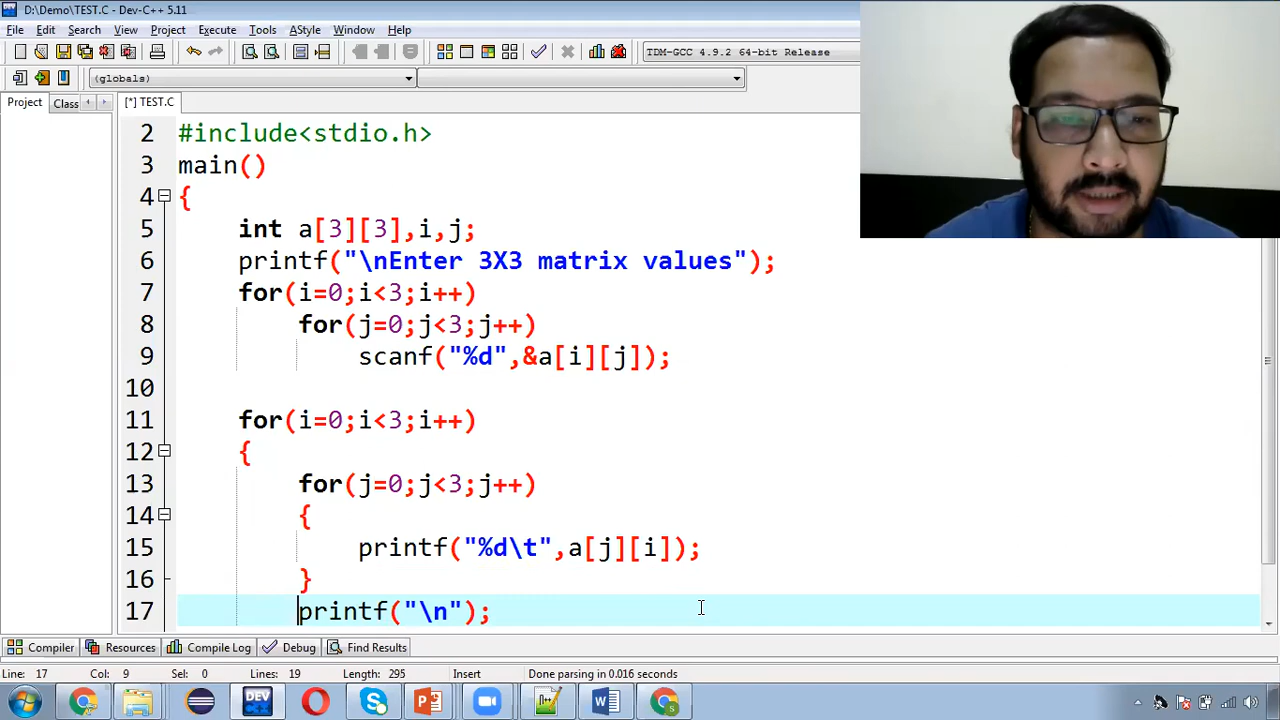 D:\Demo\TEST.C - Dev-C++ 5.11
File Edit Search View Project Execute Tools AStyle Window Help
TDM-GCC 4.9.2 64-bit Release
(globals)
Project Class [*] TEST.C
2 #include<stdio.h>
3 main()
4 {
5 int a[3][3],i,j;
6 printf("\nEnter 3X3 matrix values");
7 for(i=0;i<3;i++)
8 for(j=0;j<3;j++)
9 scanf("%d",&a[i][j]);
10
11 for(i=0;i<3;i++)
12 {
13 for(j=0;j<3;j++)
14 {
15 printf("%d\t",a[j][i]);
16 }
17 printf("\n");
Compiler Resources Compile Log Debug Find Results
Line: 17 Col: 9 Sel: 0 Lines: 19 Length: 295 Insert Done parsing in 0.016 seconds
DEV